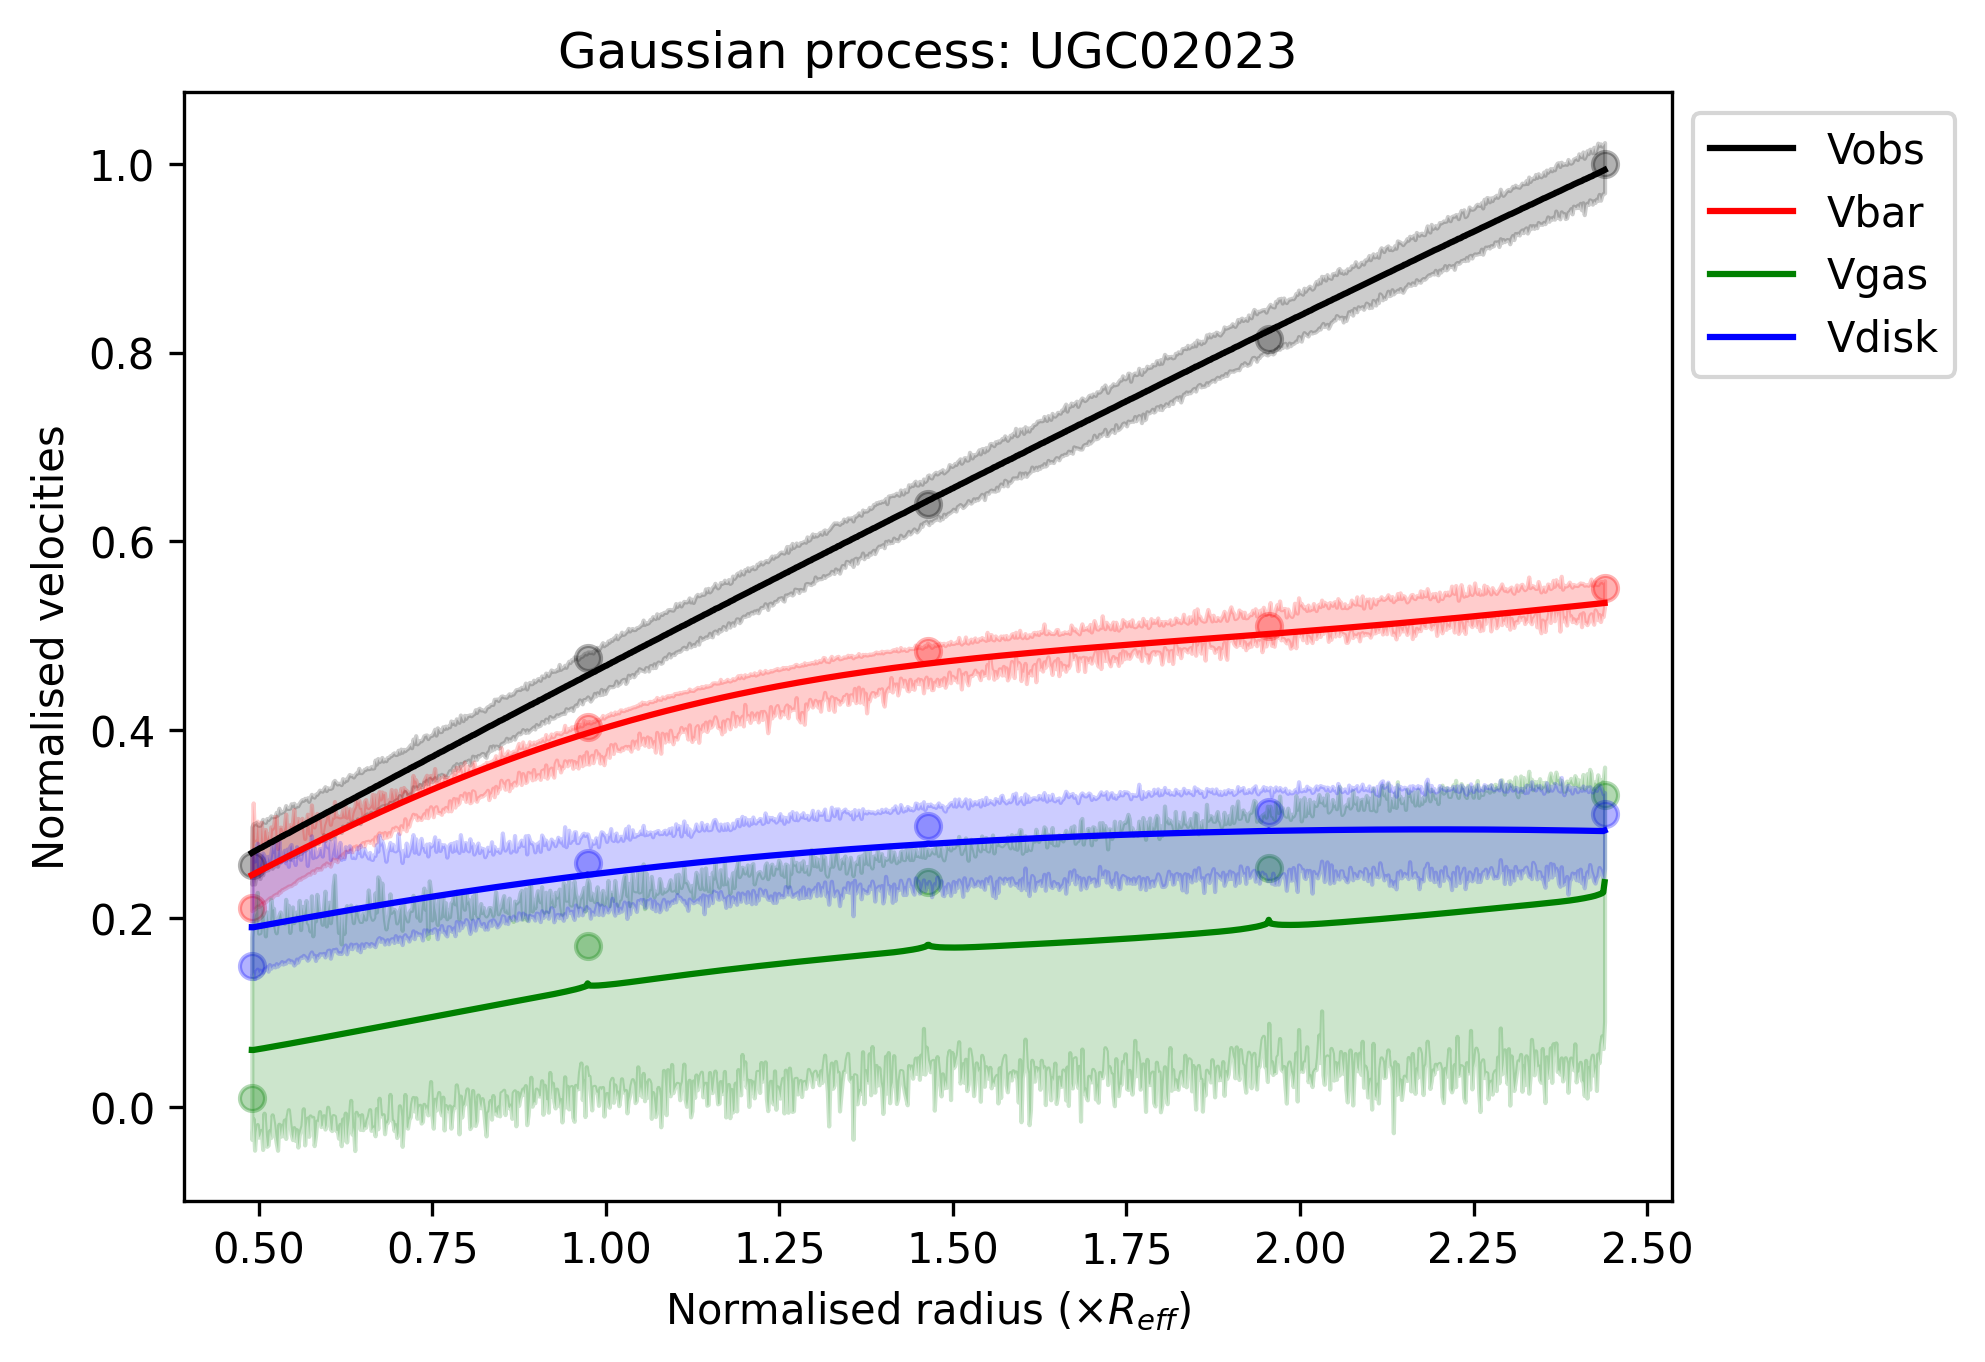 Gaussian process: UGC02023
Vobs
Vbar
Vgas
Vdisk
Normalised velocities
1.0
0.8
0.6
0.4
0.2
0.0
0.50 0.75 1.00 1.25 1.50 1.75 2.00 2.25 2.50
Normalised radius (×R_eff)